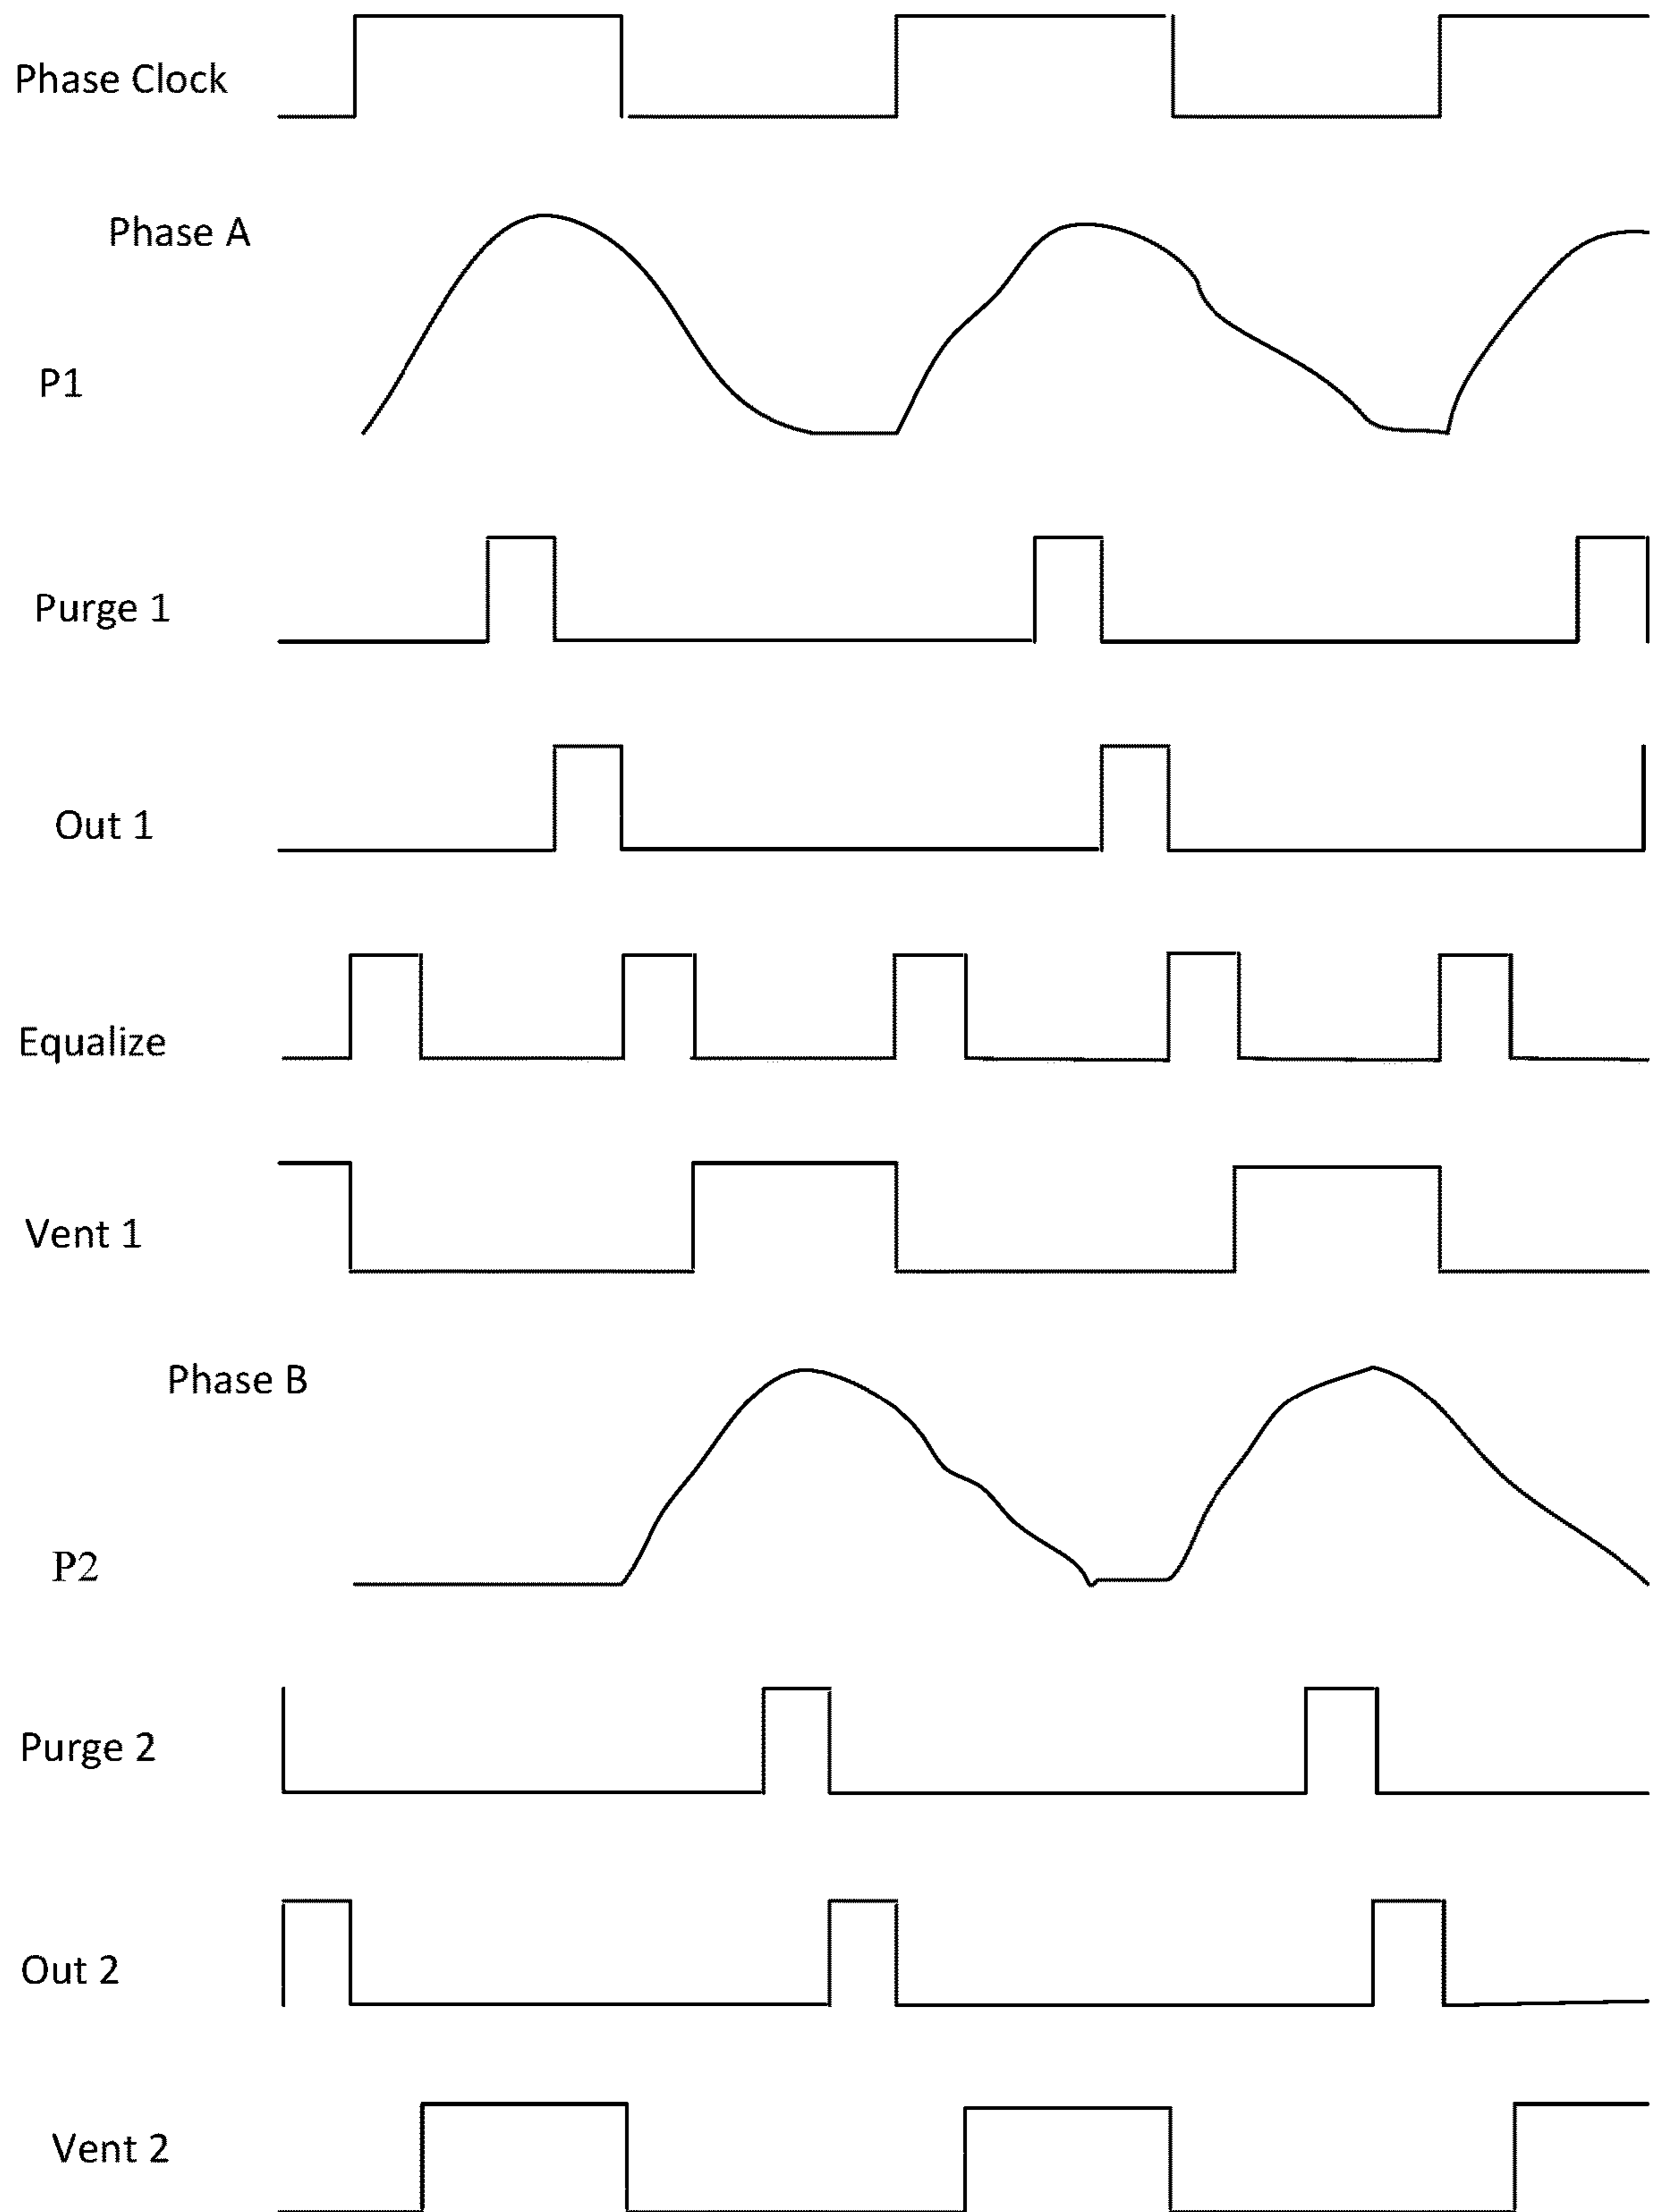 Phase Clock
Phase A
P1
Purge 1
Out 1
Equalize
Vent 1
Phase B
P2
Purge 2
Out 2
Vent 2